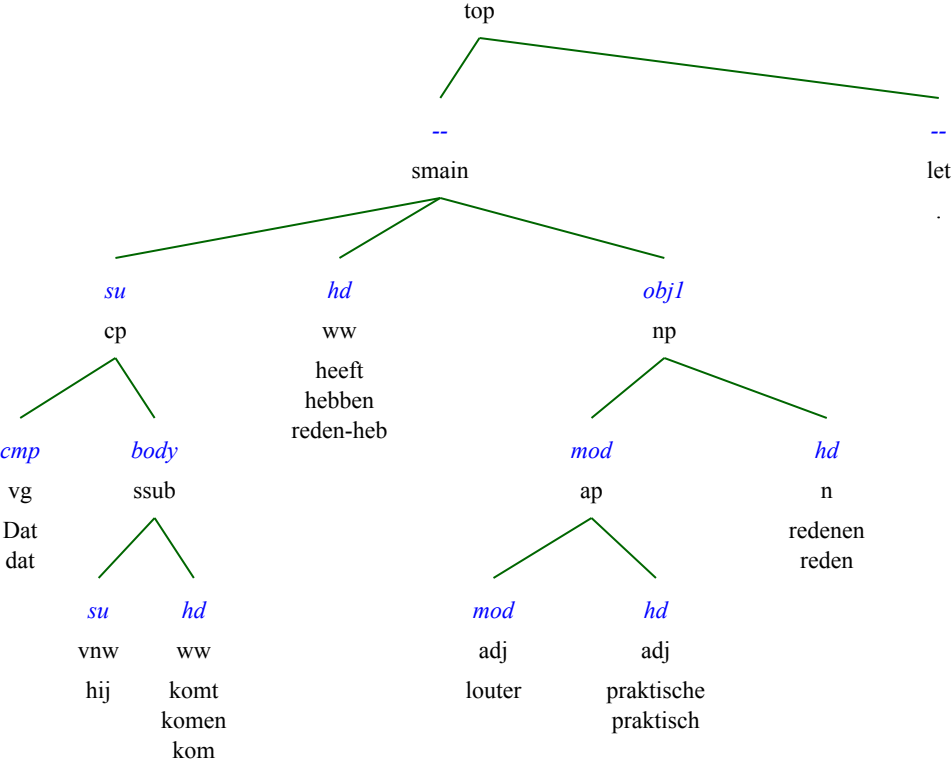 top
-- --
smain let
.
su hd obj1
cp ww np
heeft
hebben
reden-heb
cmp body mod hd
vg ssub ap n
Dat redenen
dat reden
su hd mod hd
vnw ww adj adj
hij komt louter praktische
komen praktisch
kom